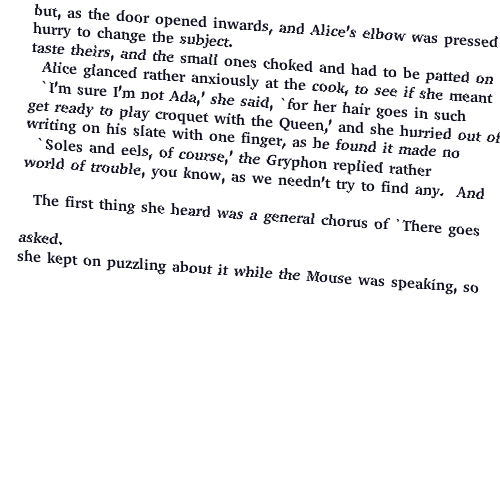 but, as the door opened inwards, and Alice's elbow was pressed
hurry to change the subject.
taste theirs, and the small ones choked and had to be patted on
Alice glanced rather anxiously at the cook, to see if she meant
`I'm sure I'm not Ada,' she said, `for her hair goes in such
get ready to play croquet with the Queen,' and she hurried out of
writing on his slate with one finger, as he found it made no
`Soles and eels, of course,' the Gryphon replied rather
world of trouble, you know, as we needn't try to find any.  And
The first thing she heard was a general chorus of `There goes
asked.
she kept on puzzling about it while the Mouse was speaking, so